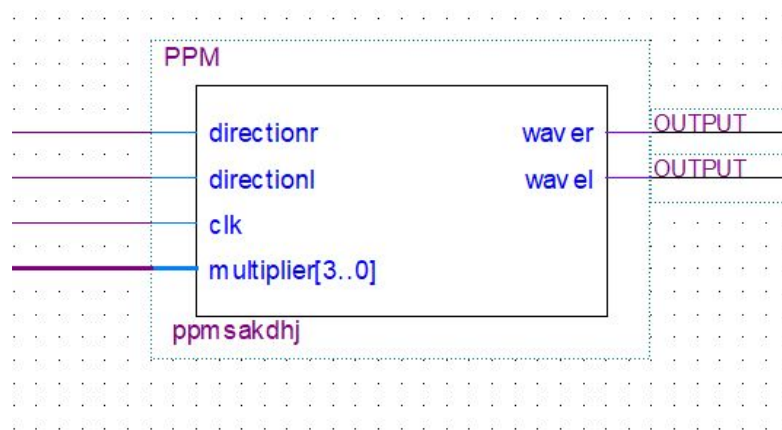 PPM
directionr waver OUTPUT
directionl wavel OUTPUT
clk
multiplier[3..0]
ppmsakdhj